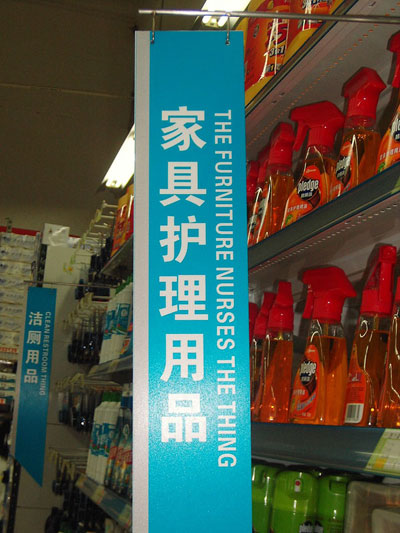 家具护理用品
THE FURNITURE NURSES THE THING
洁厕用品
CLEAN RESTROOM THING
pledge
pledge